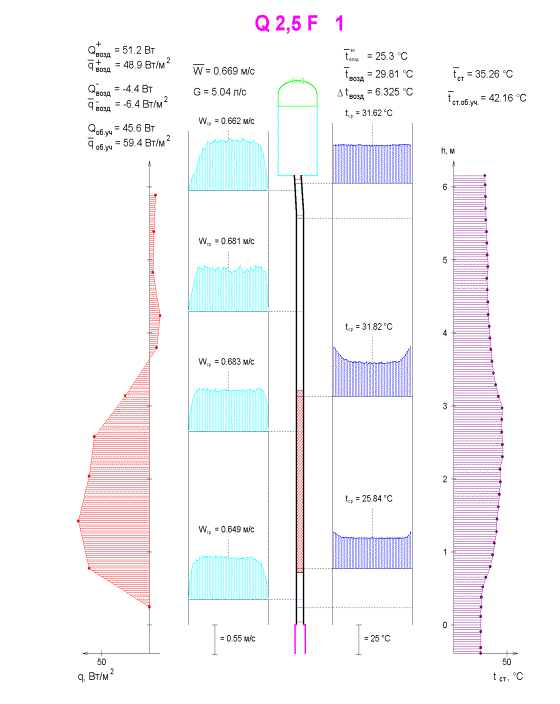 Q 2,5 F 1
Q⁺возд = 51.2 Вт
q̅⁺возд = 48.9 Вт/м²
Q⁻возд = -4.4 Вт
q̅⁻возд = -6.4 Вт/м²
Qоб.уч = 45.6 Вт
q̅об.уч = 59.4 Вт/м²
W̅ = 0.669 м/с
G = 5.04 л/с
= 25.3 °C
t̅возд = 29.81 °C
Δtвозд = 6.325 °C
t̅ст = 35.26 °C
t̅ст.об.уч. = 42.16 °C
Wср = 0.662 м/с
tср = 31.62 °C
h, м
6
5
Wср = 0.681 м/с
4
tср = 31.82 °C
Wср = 0.683 м/с
3
2
tср = 25.84 °C
Wср = 0.649 м/с
1
0
= 0.55 м/с
= 25 °C
50
50
q, Вт/м²
tст, °C